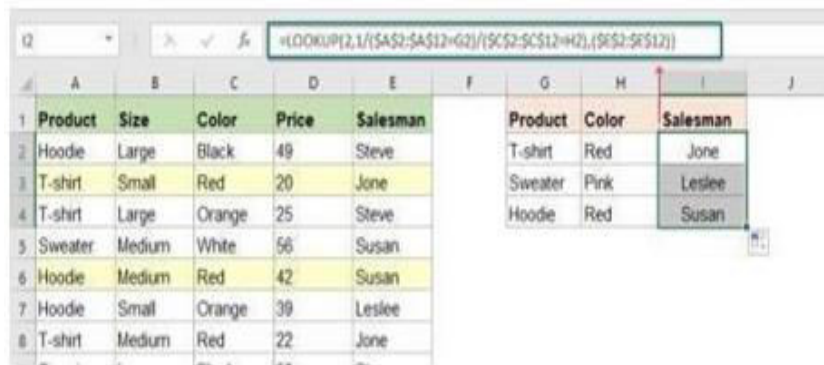 I2 fx =LOOKUP(2,1/($A$2:$A$12=G2)/($C$2:$C$12=H2),($E$2:$E$12))
A B C D E F G H I J
1 Product Size Color Price Salesman Product Color Salesman
2 Hoodie Large Black 49 Steve T-shirt Red Jone
3 T-shirt Small Red 20 Jone Sweater Pink Leslee
4 T-shirt Large Orange 25 Steve Hoodie Red Susan
5 Sweater Medium White 56 Susan
6 Hoodie Medium Red 42 Susan
7 Hoodie Small Orange 39 Leslee
8 T-shirt Medium Red 22 Jone